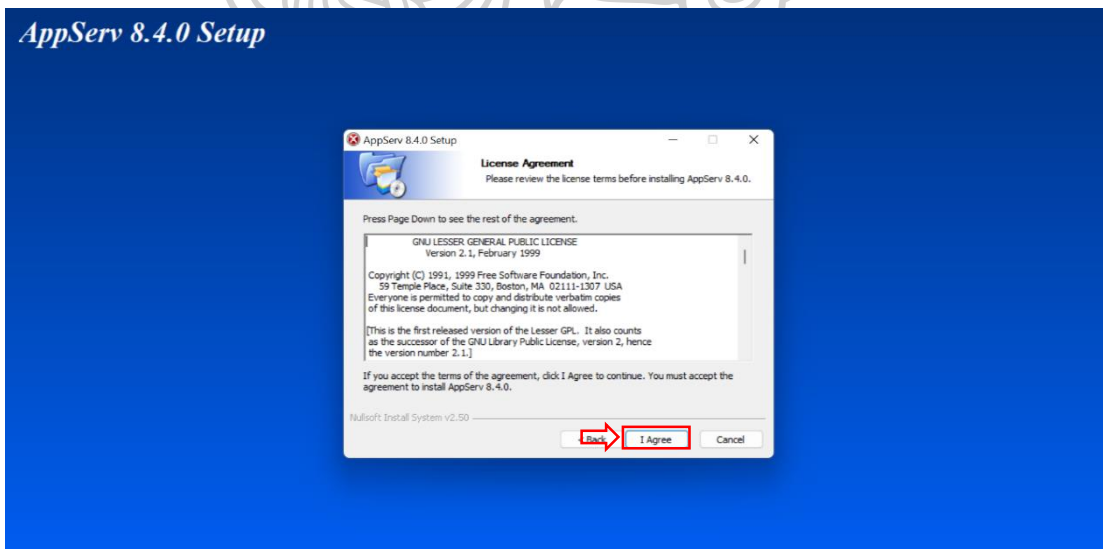 AppServ 8.4.0 Setup
AppServ 8.4.0 Setup
License Agreement
Please review the license terms before installing AppServ 8.4.0.
Press Page Down to see the rest of the agreement.
GNU LESSER GENERAL PUBLIC LICENSE
Version 2.1, February 1999
Copyright (C) 1991, 1999 Free Software Foundation, Inc.
59 Temple Place, Suite 330, Boston, MA 02111-1307 USA
Everyone is permitted to copy and distribute verbatim copies
of this license document, but changing it is not allowed.
[This is the first released version of the Lesser GPL. It also counts
as the successor of the GNU Library Public License, version 2, hence
the version number 2.1.]
If you accept the terms of the agreement, click I Agree to continue. You must accept the
agreement to install AppServ 8.4.0.
Nullsoft Install System v2.50
< Back I Agree Cancel